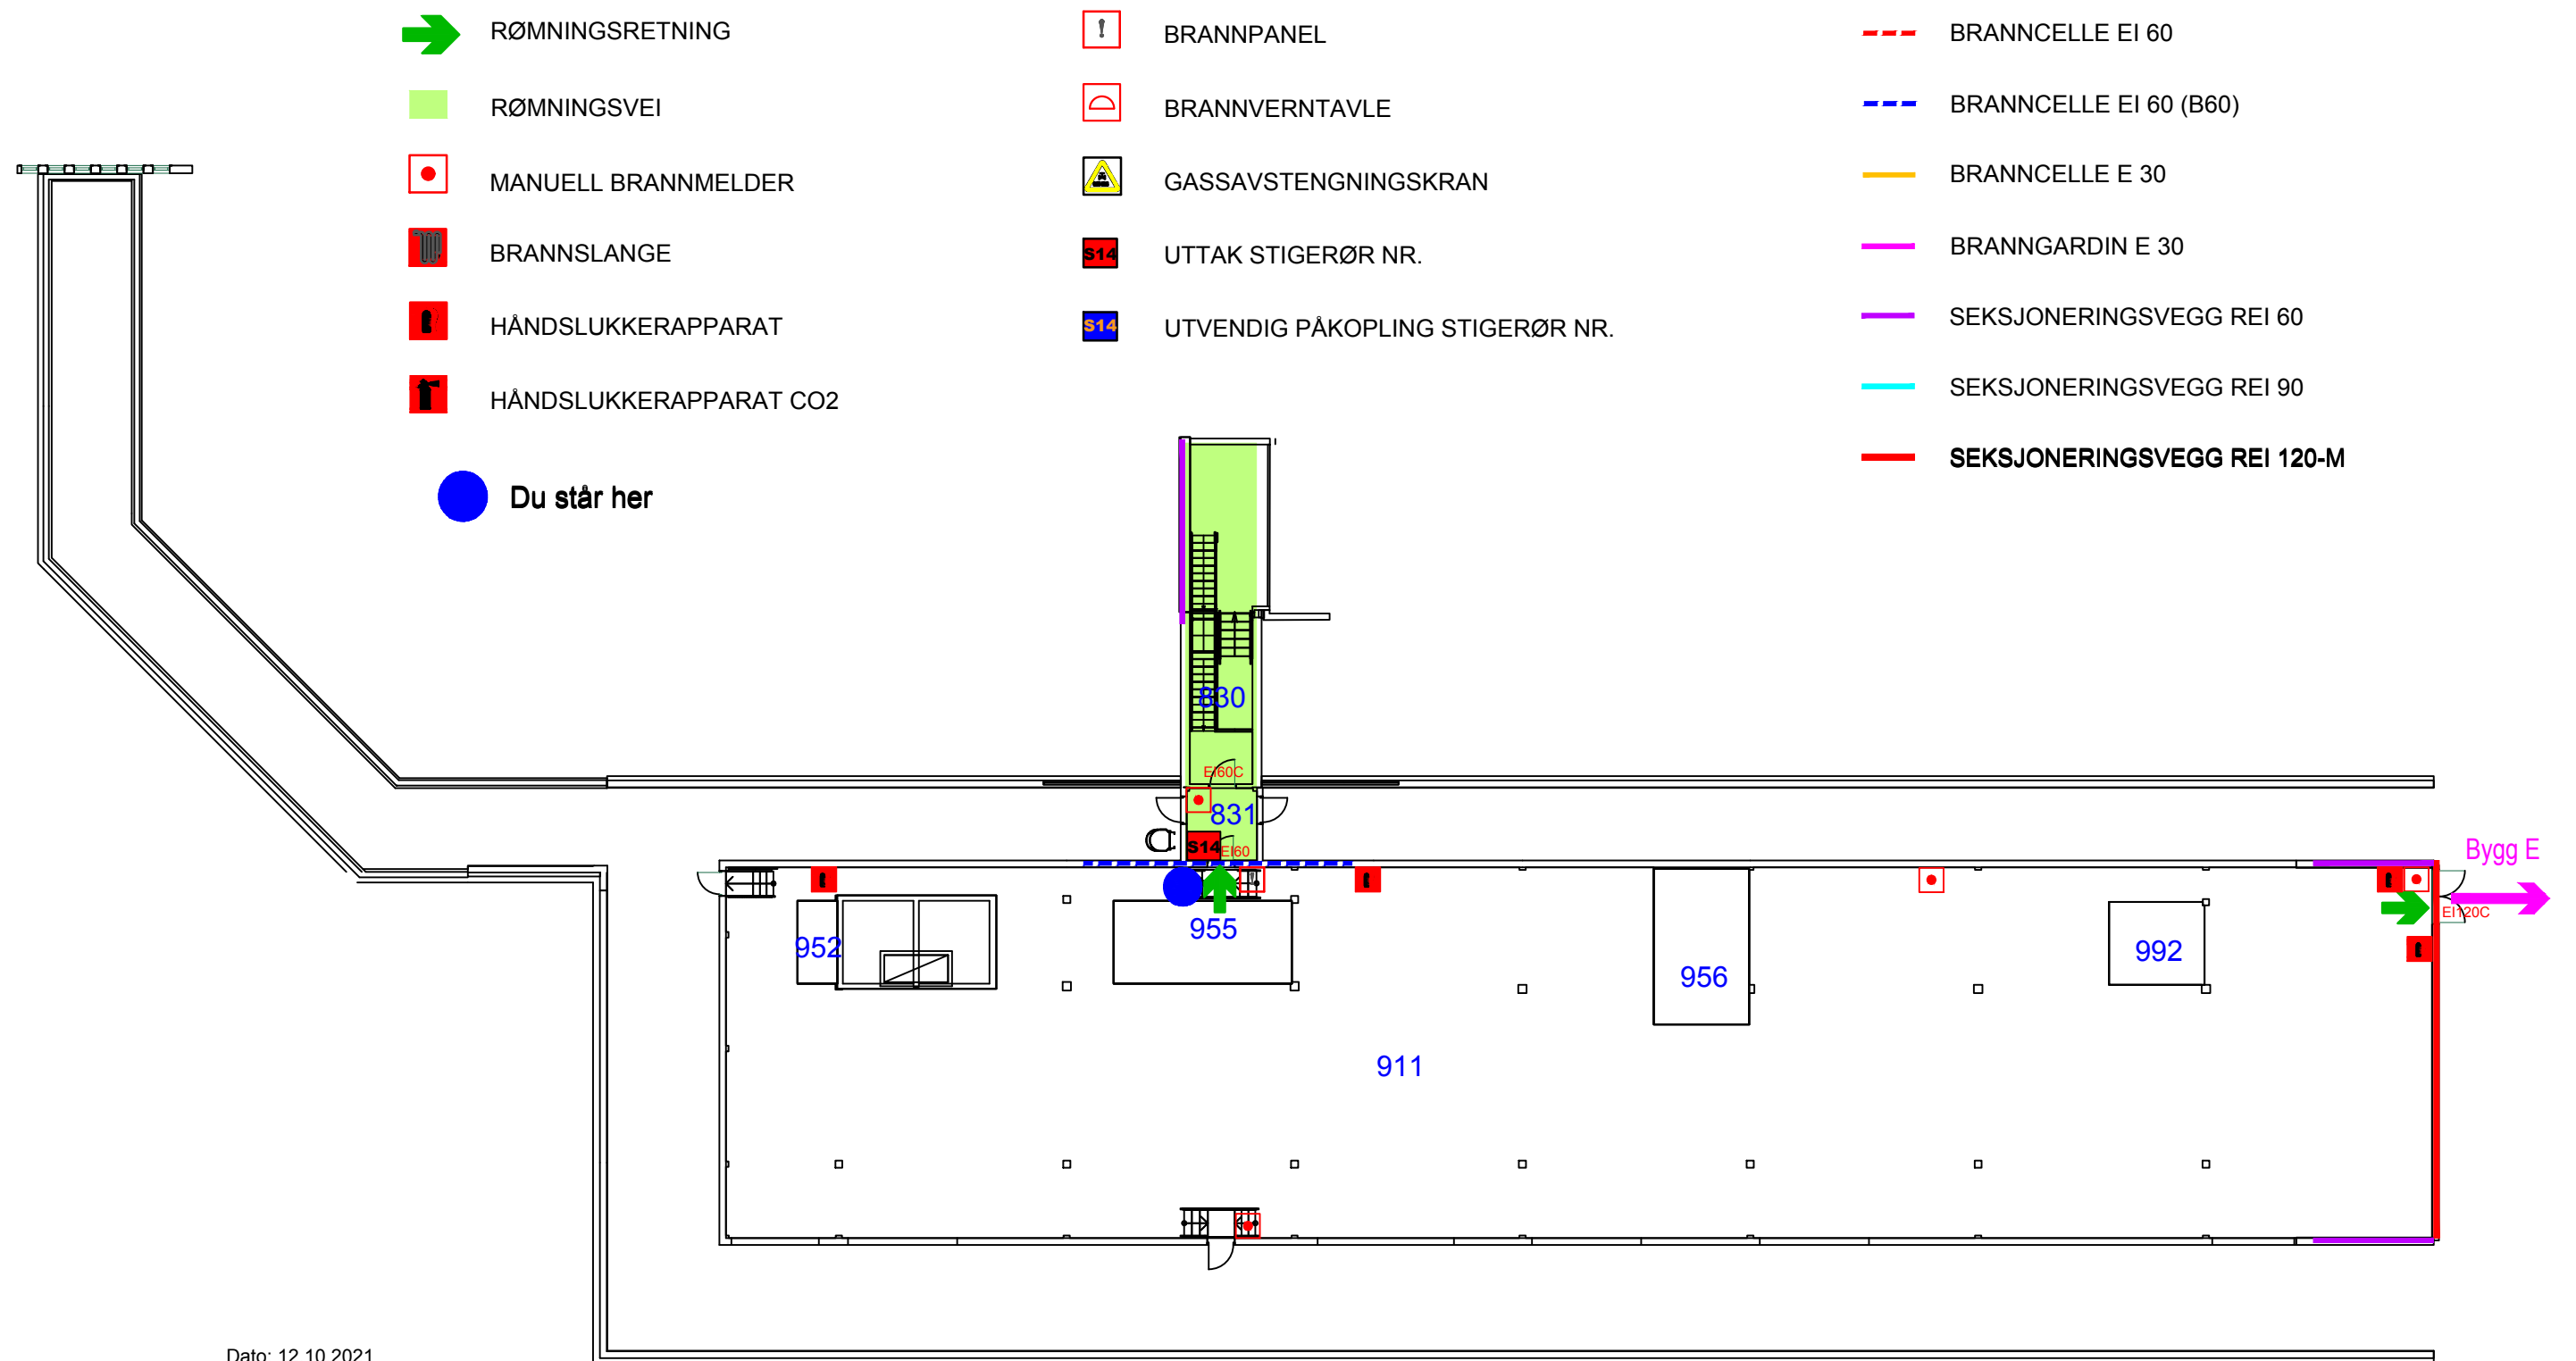 RØMNINGSRETNING
RØMNINGSVEI
MANUELL BRANNMELDER
BRANNSLANGE
HÅNDSLUKKERAPPARAT
HÅNDSLUKKERAPPARAT CO2
Du står her
BRANNPANEL
BRANNVERNTAVLE
GASSAVSTENGNINGSKRAN
S14 UTTAK STIGERØR NR.
S14 UTVENDIG PÅKOPLING STIGERØR NR.
BRANNCELLE EI 60
BRANNCELLE EI 60 (B60)
BRANNCELLE E 30
BRANNGARDIN E 30
SEKSJONERINGSVEGG REI 60
SEKSJONERINGSVEGG REI 90
SEKSJONERINGSVEGG REI 120-M
830
EI60C
831
S14 EI60
Bygg E
EI120C
952
955
956
992
911
Dato: 12.10.2021